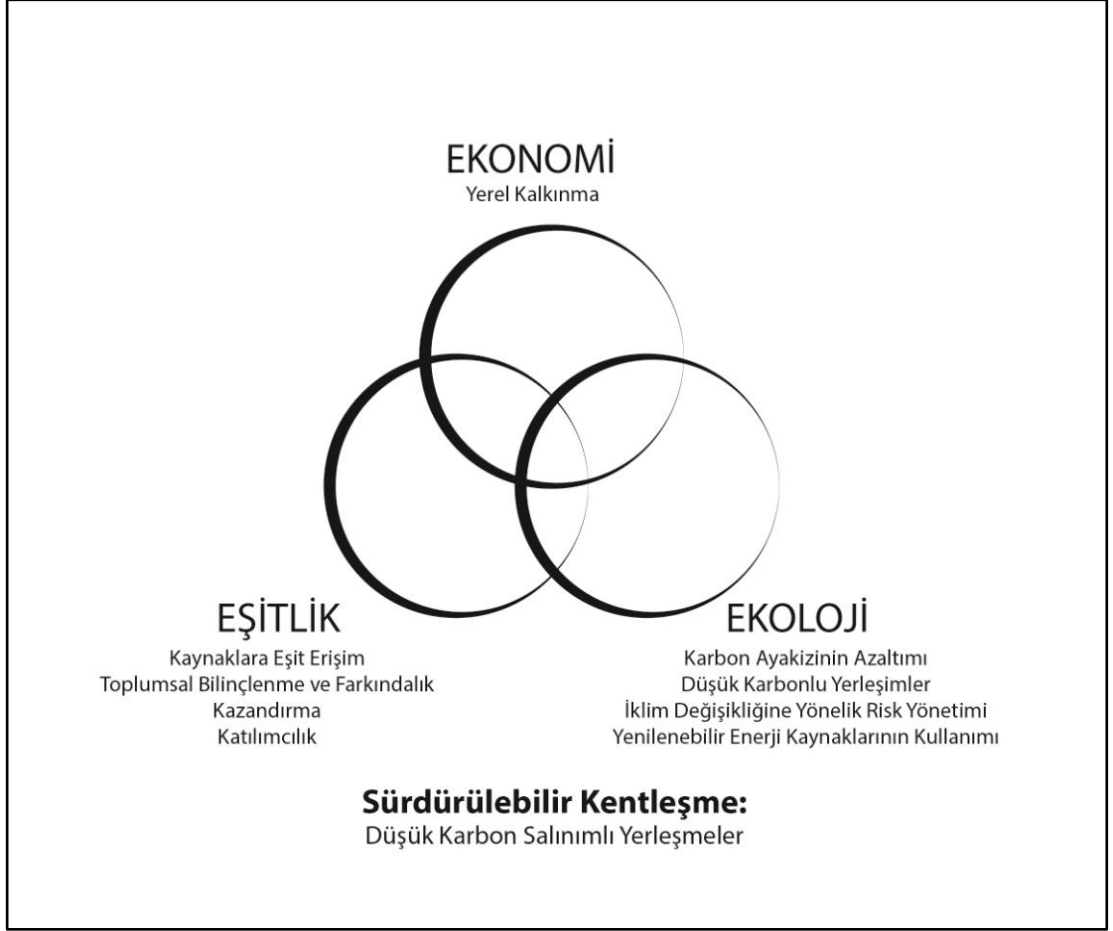 EKONOMİ
Yerel Kalkınma
EŞİTLİK
Kaynaklara Eşit Erişim
Toplumsal Bilinçlenme ve Farkındalık
Kazandırma
Katılımcılık
EKOLOJİ
Karbon Ayakizinin Azaltımı
Düşük Karbonlu Yerleşimler
İklim Değişikliğine Yönelik Risk Yönetimi
Yenilenebilir Enerji Kaynaklarının Kullanımı
Sürdürülebilir Kentleşme:
Düşük Karbon Salınımlı Yerleşmeler